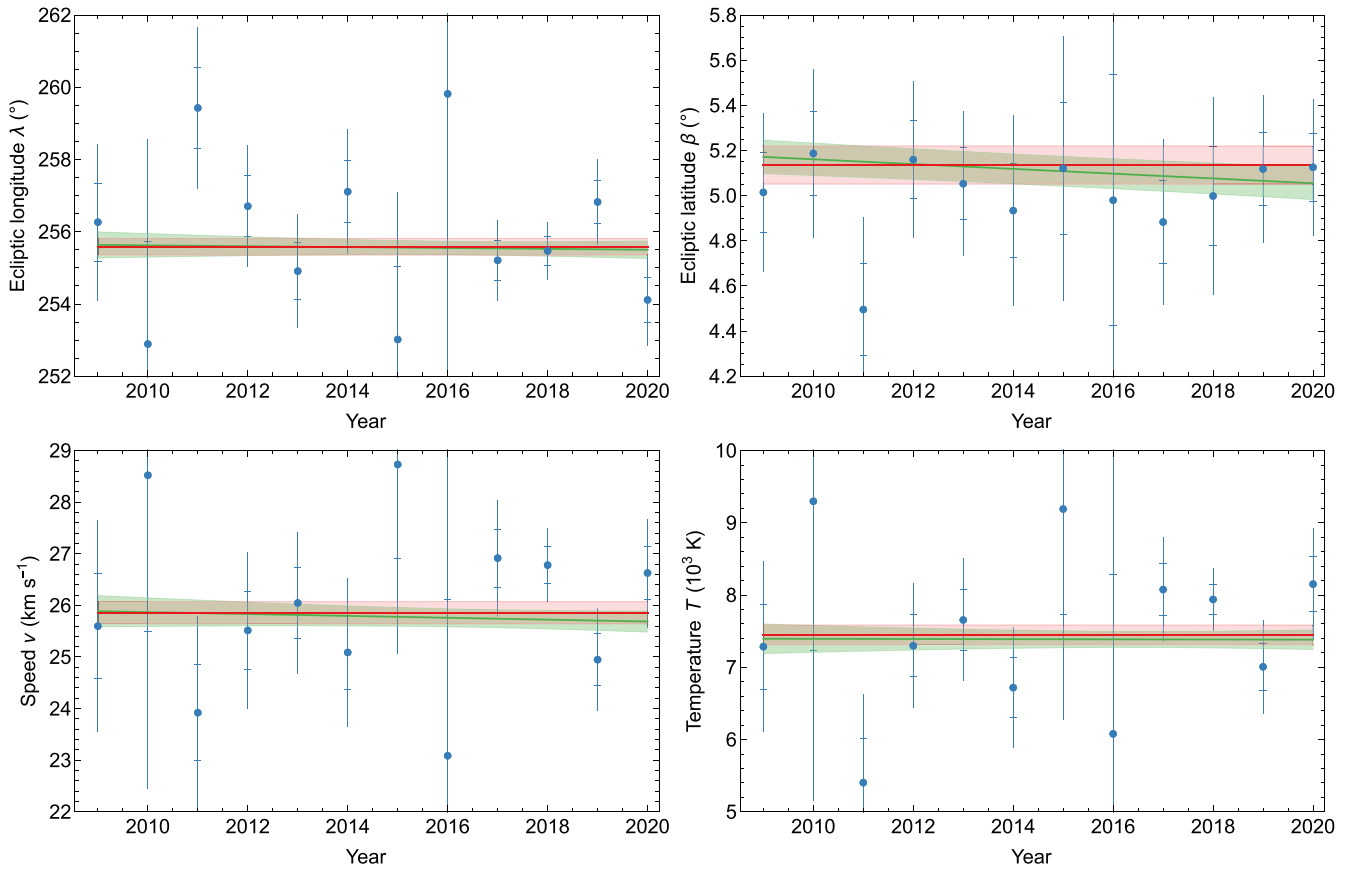 262
260
258
256
254
252
Ecliptic longitude λ (°)
2010 2012 2014 2016 2018 2020
Year
5.8
5.6
5.4
5.2
5.0
4.8
4.6
4.4
4.2
Ecliptic latitude β (°)
2010 2012 2014 2016 2018 2020
Year
29
28
27
26
25
24
23
22
Speed v (km s⁻¹)
2010 2012 2014 2016 2018 2020
Year
10
9
8
7
6
5
Temperature T (10³ K)
2010 2012 2014 2016 2018 2020
Year